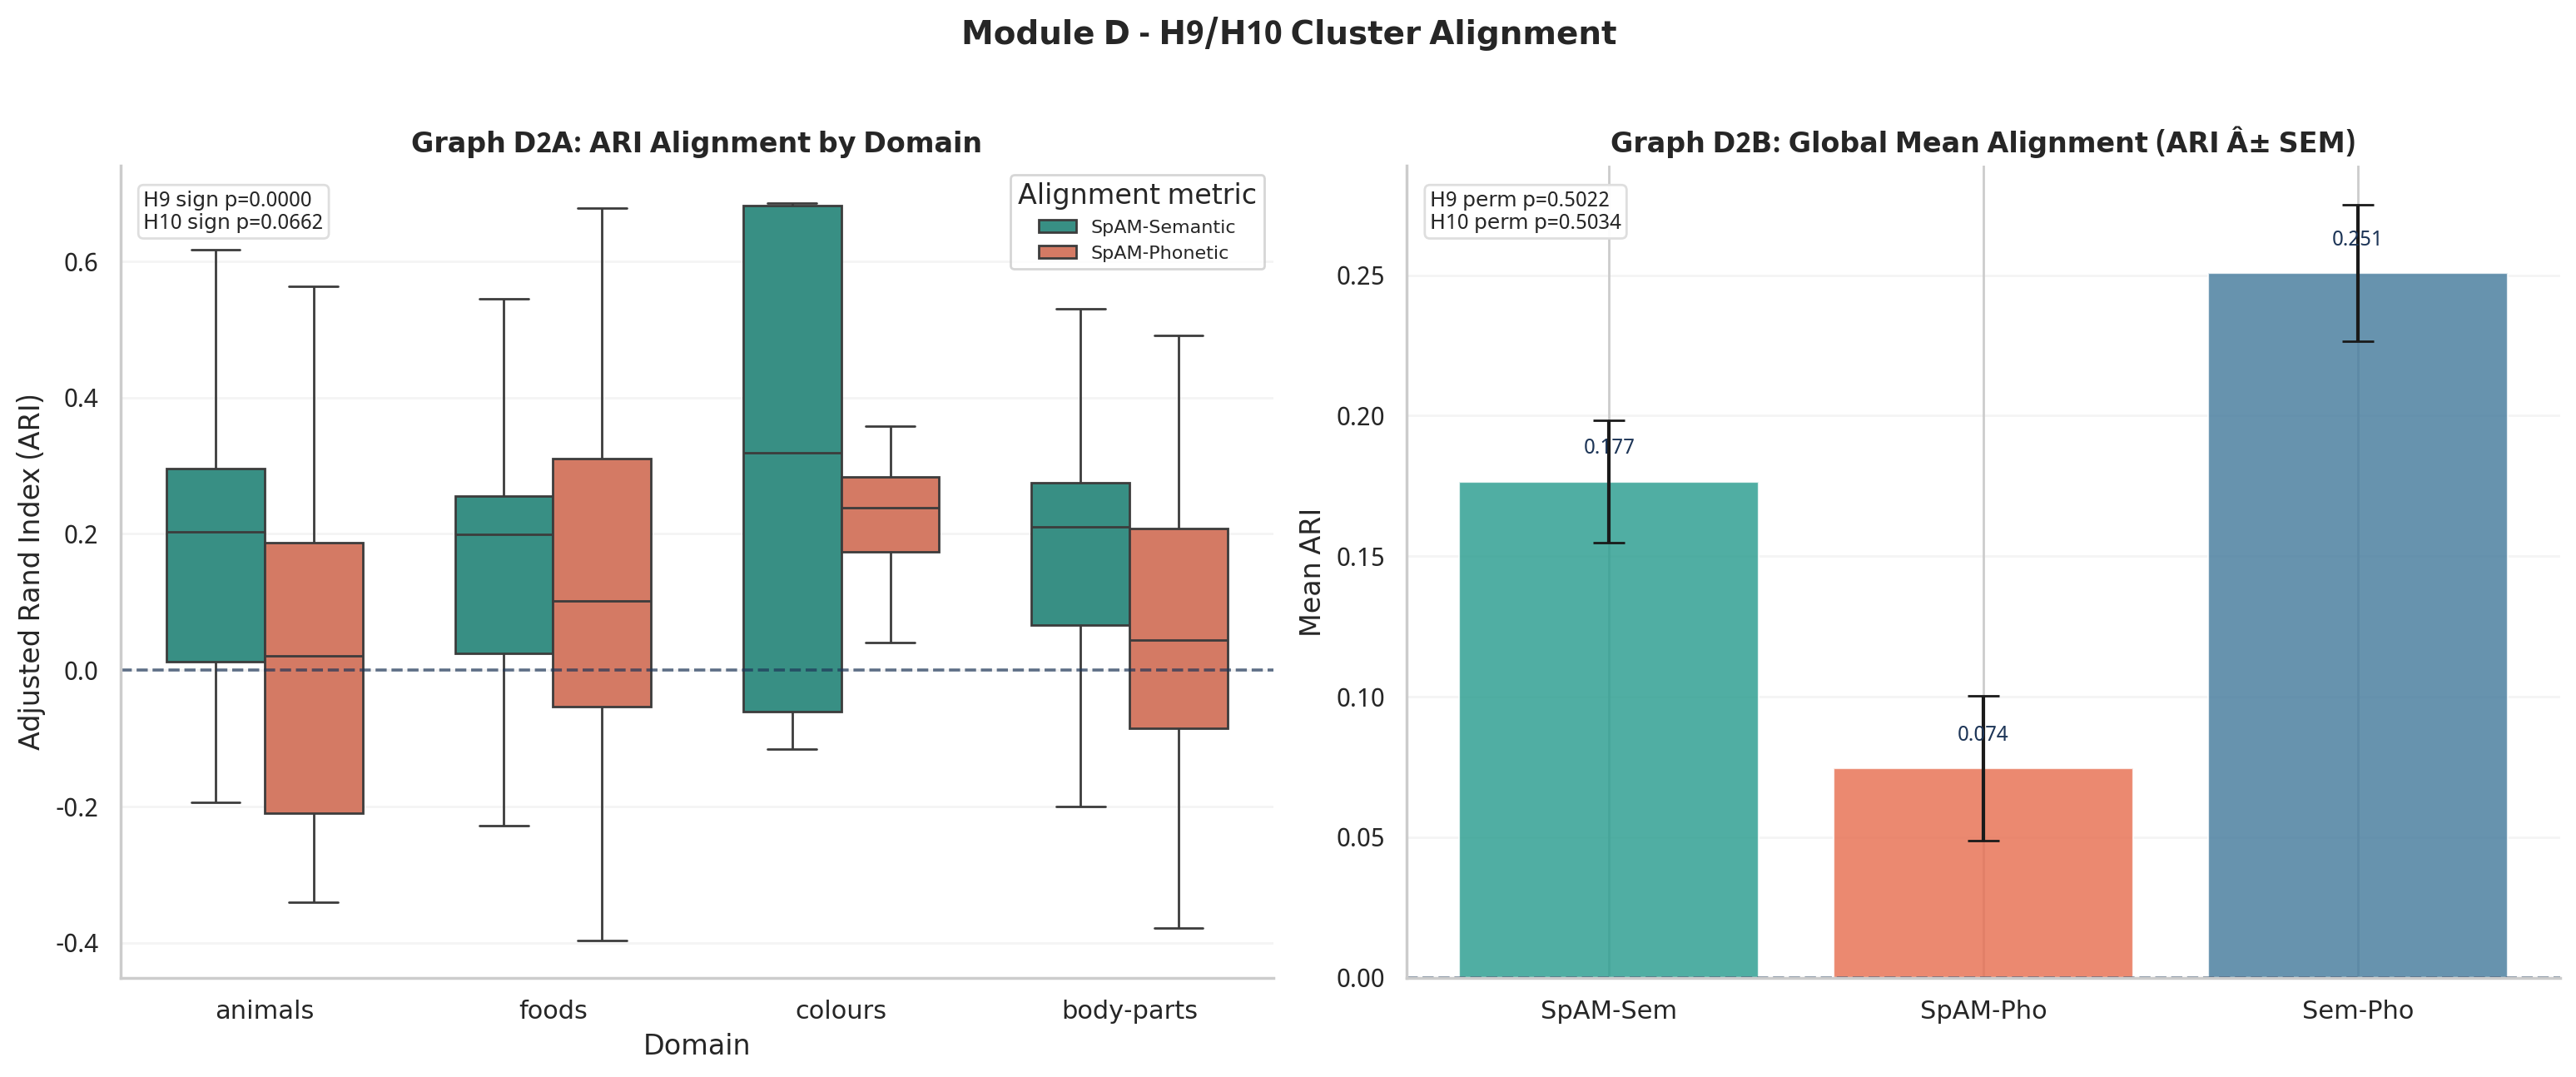 Module D - H9/H10 Cluster Alignment
Graph D2A: ARI Alignment by Domain
H9 sign p=0.0000
H10 sign p=0.0662
Alignment metric
SpAM-Semantic
SpAM-Phonetic
Adjusted Rand Index (ARI)
0.6
0.4
0.2
0.0
-0.2
-0.4
animals
foods
colours
body-parts
Domain
Graph D2B: Global Mean Alignment (ARI Â± SEM)
H9 perm p=0.5022
H10 perm p=0.5034
Mean ARI
0.25
0.20
0.15
0.10
0.05
0.00
0.177
0.074
0.251
SpAM-Sem
SpAM-Pho
Sem-Pho